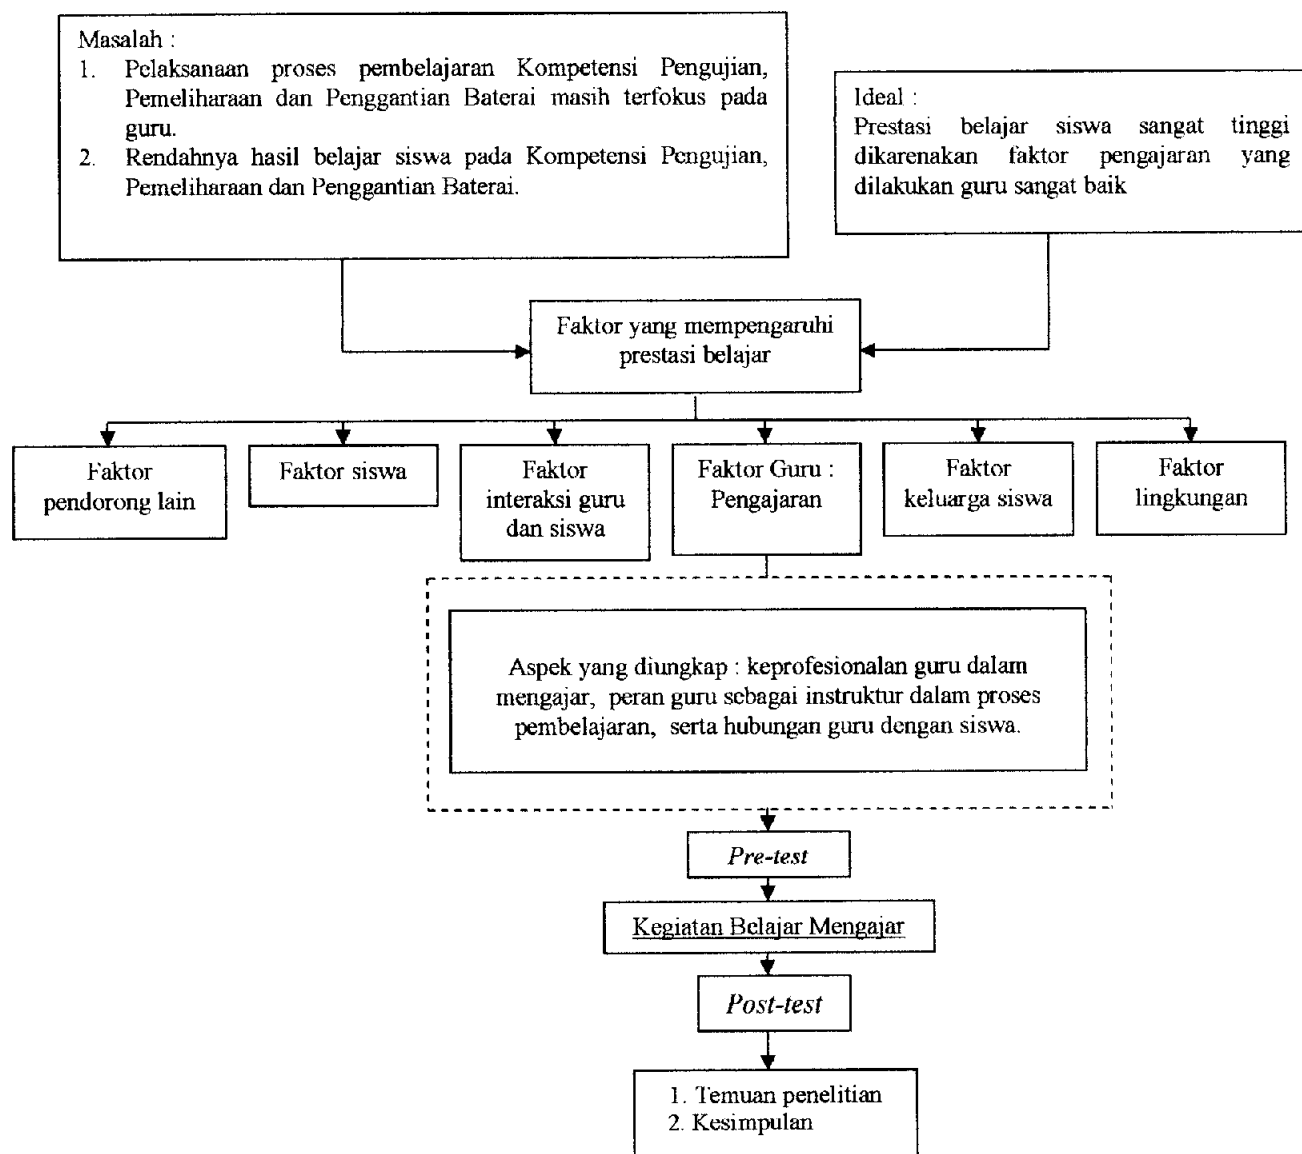 Masalah :
1. Pelaksanaan proses pembelajaran Kompetensi Pengujian,
Pemeliharaan dan Penggantian Baterai masih terfokus pada
guru.
2. Rendahnya hasil belajar siswa pada Kompetensi Pengujian,
Pemeliharaan dan Penggantian Baterai.
Ideal :
Prestasi belajar siswa sangat tinggi
dikarenakan faktor pengajaran yang
dilakukan guru sangat baik
Faktor yang mempengaruhi
prestasi belajar
Faktor
pendorong lain
Faktor siswa
Faktor
interaksi guru
dan siswa
Faktor Guru :
Pengajaran
Faktor
keluarga siswa
Faktor
lingkungan
Aspek yang diungkap : keprofesionalan guru dalam
mengajar, peran guru sebagai instruktur dalam proses
pembelajaran, serta hubungan guru dengan siswa.
Pre-test
Kegiatan Belajar Mengajar
Post-test
1. Temuan penelitian
2. Kesimpulan